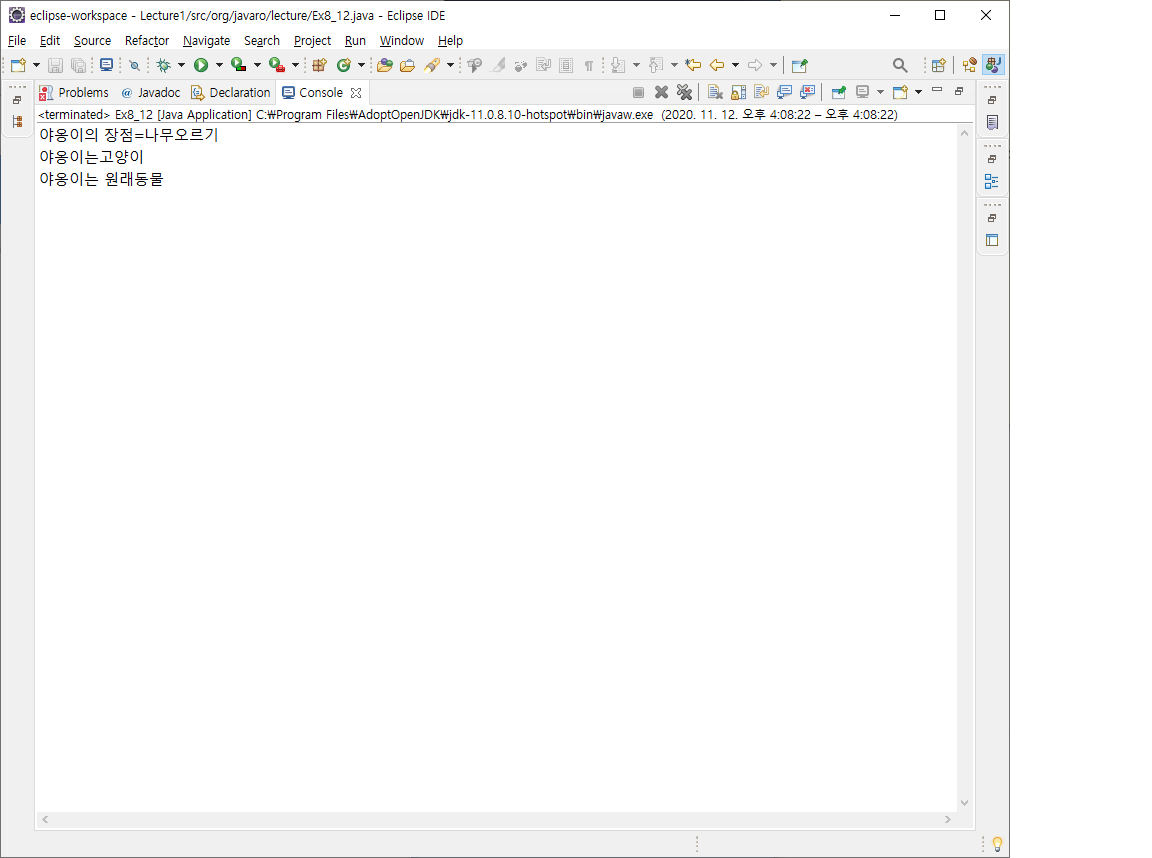 eclipse-workspace - Lecture1/src/org/javaro/lecture/Ex8_12.java - Eclipse IDE
File Edit Source Refactor Navigate Search Project Run Window Help
Problems @ Javadoc Declaration Console
<terminated> Ex8_12 [Java Application] C:₩Program Files₩AdoptOpenJDK₩jdk-11.0.8.10-hotspot₩bin₩javaw.exe (2020. 11. 12. 오후 4:08:22 – 오후 4:08:22)
야옹이의 장점=나무오르기
야옹이는고양이
야옹이는 원래동물